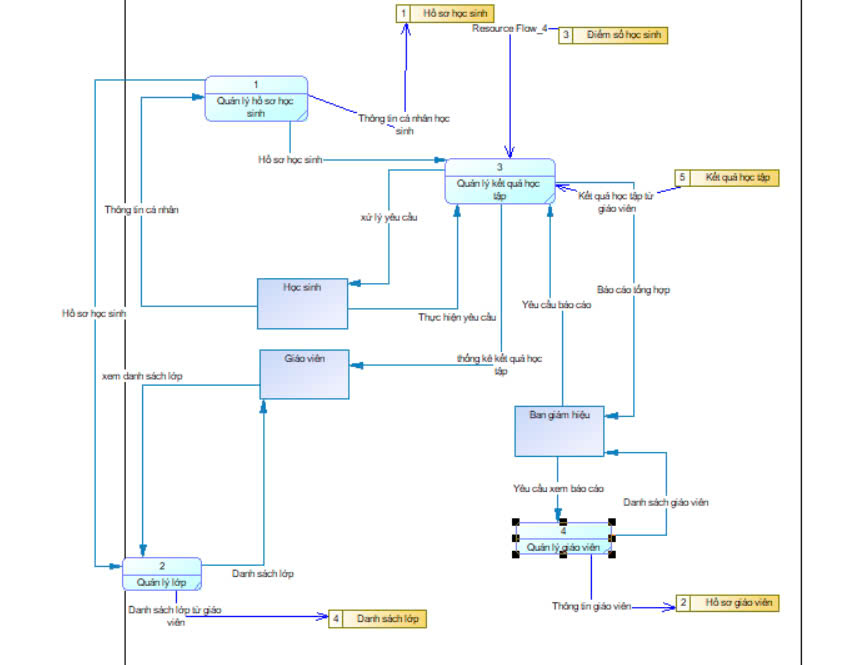 1 Hồ sơ học sinh
Resource Flow_4
3 Điểm số học sinh
1
Quản lý hồ sơ học
sinh
Thông tin cá nhân học
sinh
Hồ sơ học sinh
3
Quản lý kết quả học
tập
5 Kết quả học tập
Kết quả học tập từ
giáo viên
Thông tin cá nhân
xử lý yêu cầu
Học sinh
Báo cáo tổng hợp
Yêu cầu báo cáo
Hồ sơ học sinh
Thực hiện yêu cầu
Giáo viên
thống kê kết quả học
tập
xem danh sách lớp
Ban giám hiệu
Yêu cầu xem báo cáo
Danh sách giáo viên
4
Quản lý giáo viên
2
Quản lý lớp
Danh sách lớp
Danh sách lớp từ giáo
viên
4 Danh sách lớp
Thông tin giáo viên
2 Hồ sơ giáo viên